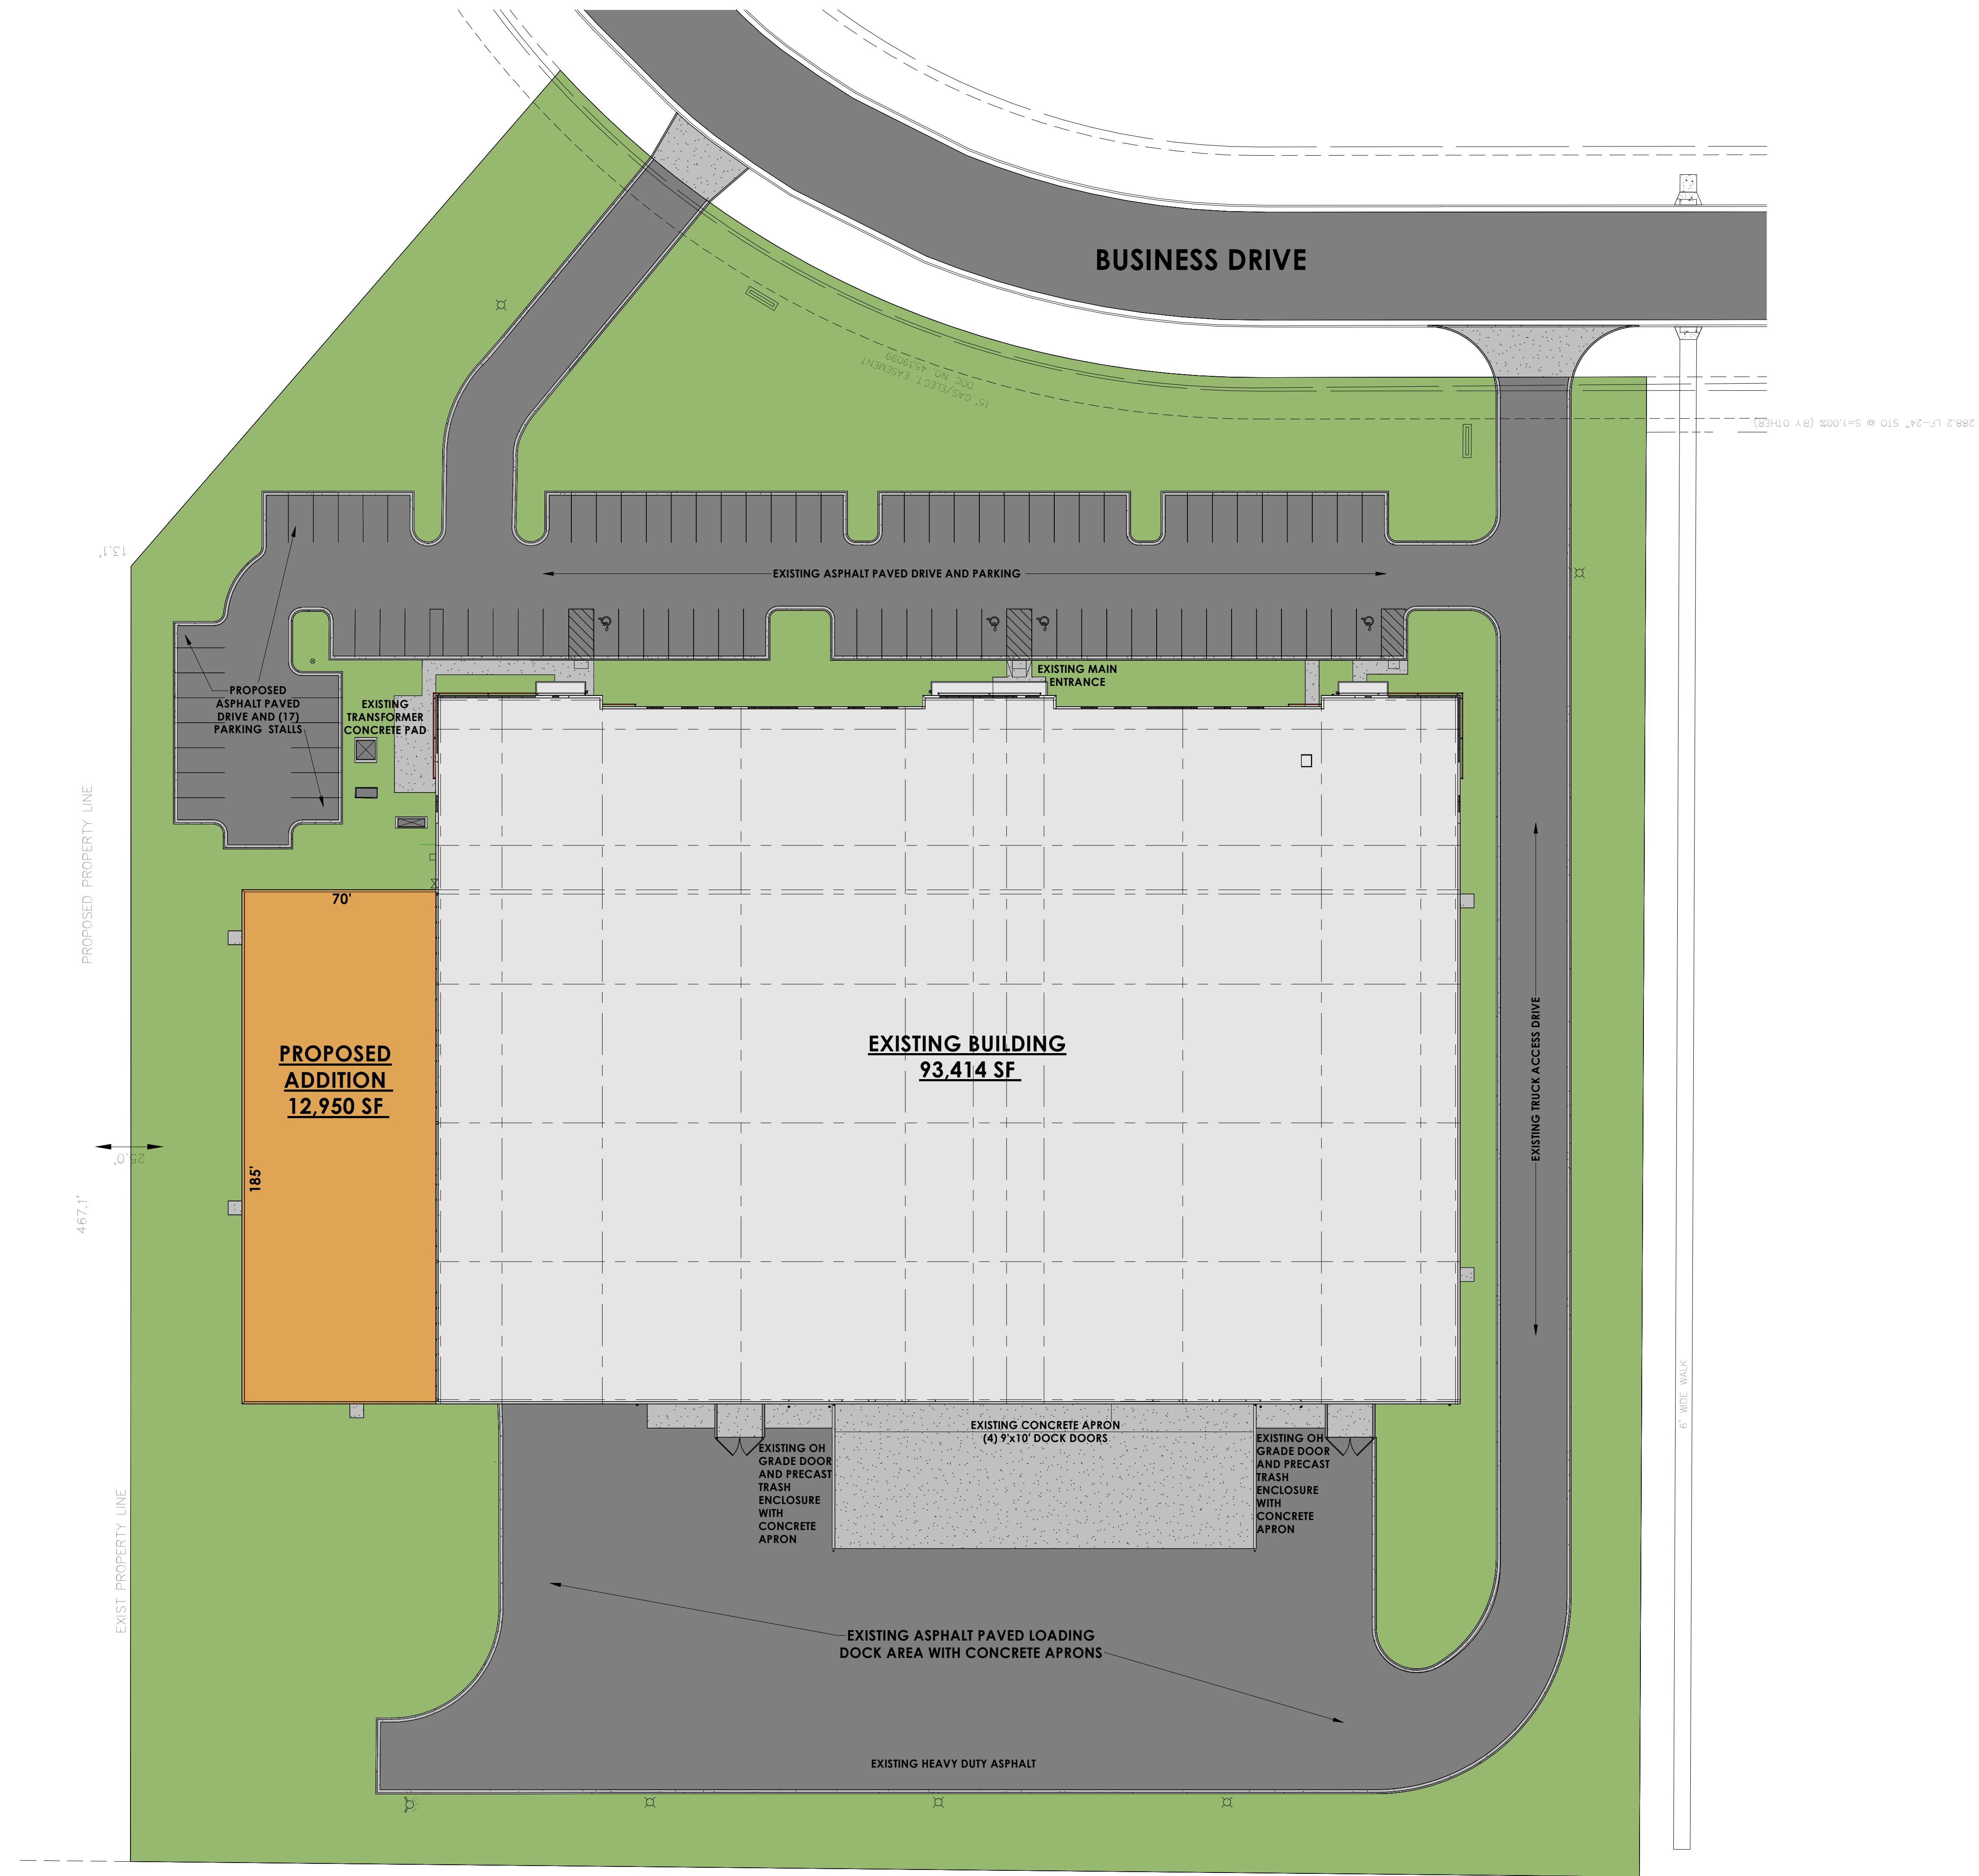 BUSINESS DRIVE
15' GAS/ELECT. EASEMENT
DOC NO. 4539099
288.2 LF-24" STO @ S=1.00% (BY OTHER)
13.1'
EXISTING ASPHALT PAVED DRIVE AND PARKING
EXISTING MAIN
ENTRANCE
PROPOSED
ASPHALT PAVED
DRIVE AND (17)
PARKING STALLS
EXISTING
TRANSFORMER
CONCRETE PAD
PROPOSED PROPERTY LINE
70'
PROPOSED
ADDITION
12,950 SF
185'
EXISTING BUILDING
93,414 SF
EXISTING TRUCK ACCESS DRIVE
25.0'
467.1'
6' WIDE WALK
EXISTING CONCRETE APRON
(4) 9'x10' DOCK DOORS
EXISTING OH
GRADE DOOR
AND PRECAST
TRASH
ENCLOSURE
WITH
CONCRETE
APRON
EXISTING OH
GRADE DOOR
AND PRECAST
TRASH
ENCLOSURE
WITH
CONCRETE
APRON
EXIST PROPERTY LINE
EXISTING ASPHALT PAVED LOADING
DOCK AREA WITH CONCRETE APRONS
EXISTING HEAVY DUTY ASPHALT